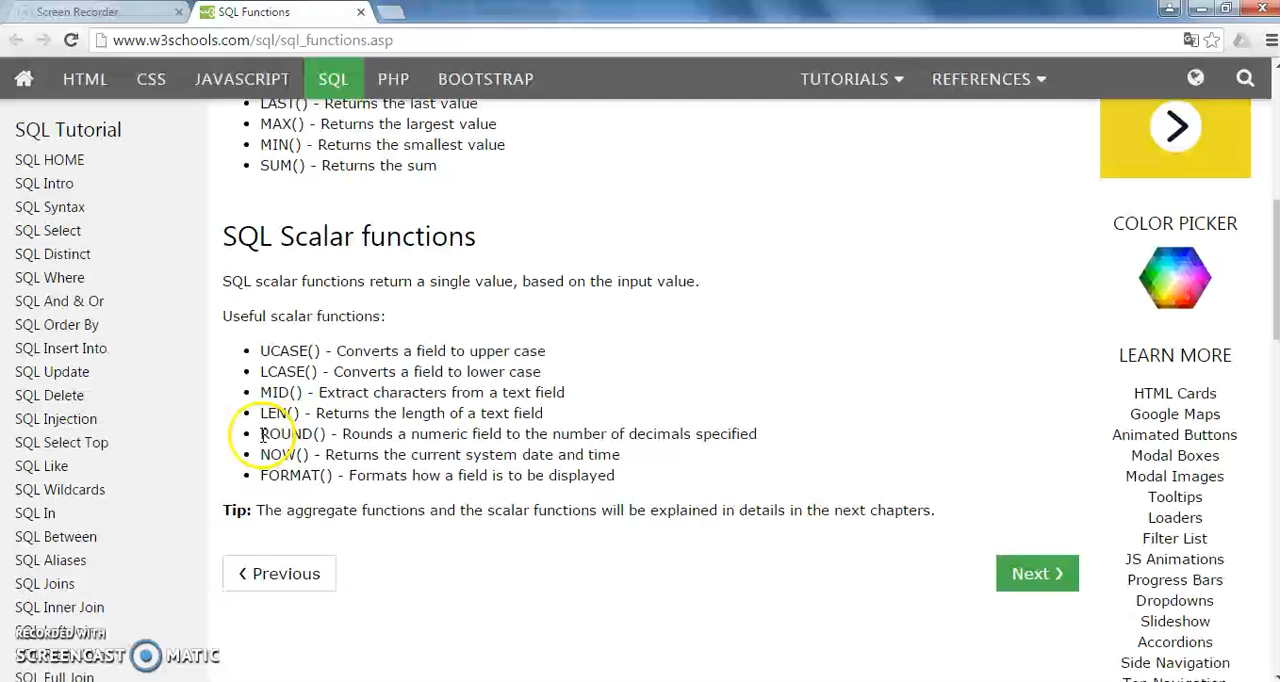 Screen Recorder
SQL Functions
www.w3schools.com/sql/sql_functions.asp
HTML CSS JAVASCRIPT SQL PHP BOOTSTRAP TUTORIALS REFERENCES
SQL Tutorial
SQL HOME
SQL Intro
SQL Syntax
SQL Select
SQL Distinct
SQL Where
SQL And & Or
SQL Order By
SQL Insert Into
SQL Update
SQL Delete
SQL Injection
SQL Select Top
SQL Like
SQL Wildcards
SQL In
SQL Between
SQL Aliases
SQL Joins
SQL Inner Join
SQL Full Join
LAST() - Returns the last value
MAX() - Returns the largest value
MIN() - Returns the smallest value
SUM() - Returns the sum
SQL Scalar functions
SQL scalar functions return a single value, based on the input value.
Useful scalar functions:
UCASE() - Converts a field to upper case
LCASE() - Converts a field to lower case
MID() - Extract characters from a text field
LEN() - Returns the length of a text field
ROUND() - Rounds a numeric field to the number of decimals specified
NOW() - Returns the current system date and time
FORMAT() - Formats how a field is to be displayed
Tip: The aggregate functions and the scalar functions will be explained in details in the next chapters.
❮ Previous
Next ❯
COLOR PICKER
LEARN MORE
HTML Cards
Google Maps
Animated Buttons
Modal Boxes
Modal Images
Tooltips
Loaders
Filter List
JS Animations
Progress Bars
Dropdowns
Slideshow
Accordions
Side Navigation
RECORDED WITH
SCREENCAST MATIC